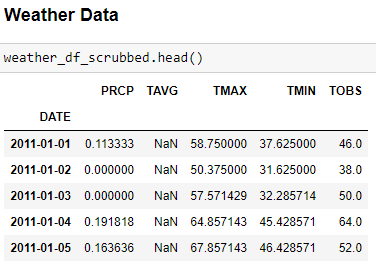 Weather Data
weather_df_scrubbed.head()
PRCP TAVG TMAX TMIN TOBS
DATE
2011-01-01 0.113333 NaN 58.750000 37.625000 46.0
2011-01-02 0.000000 NaN 50.375000 31.625000 38.0
2011-01-03 0.000000 NaN 57.571429 32.285714 50.0
2011-01-04 0.191818 NaN 64.857143 45.428571 64.0
2011-01-05 0.163636 NaN 67.857143 46.428571 52.0